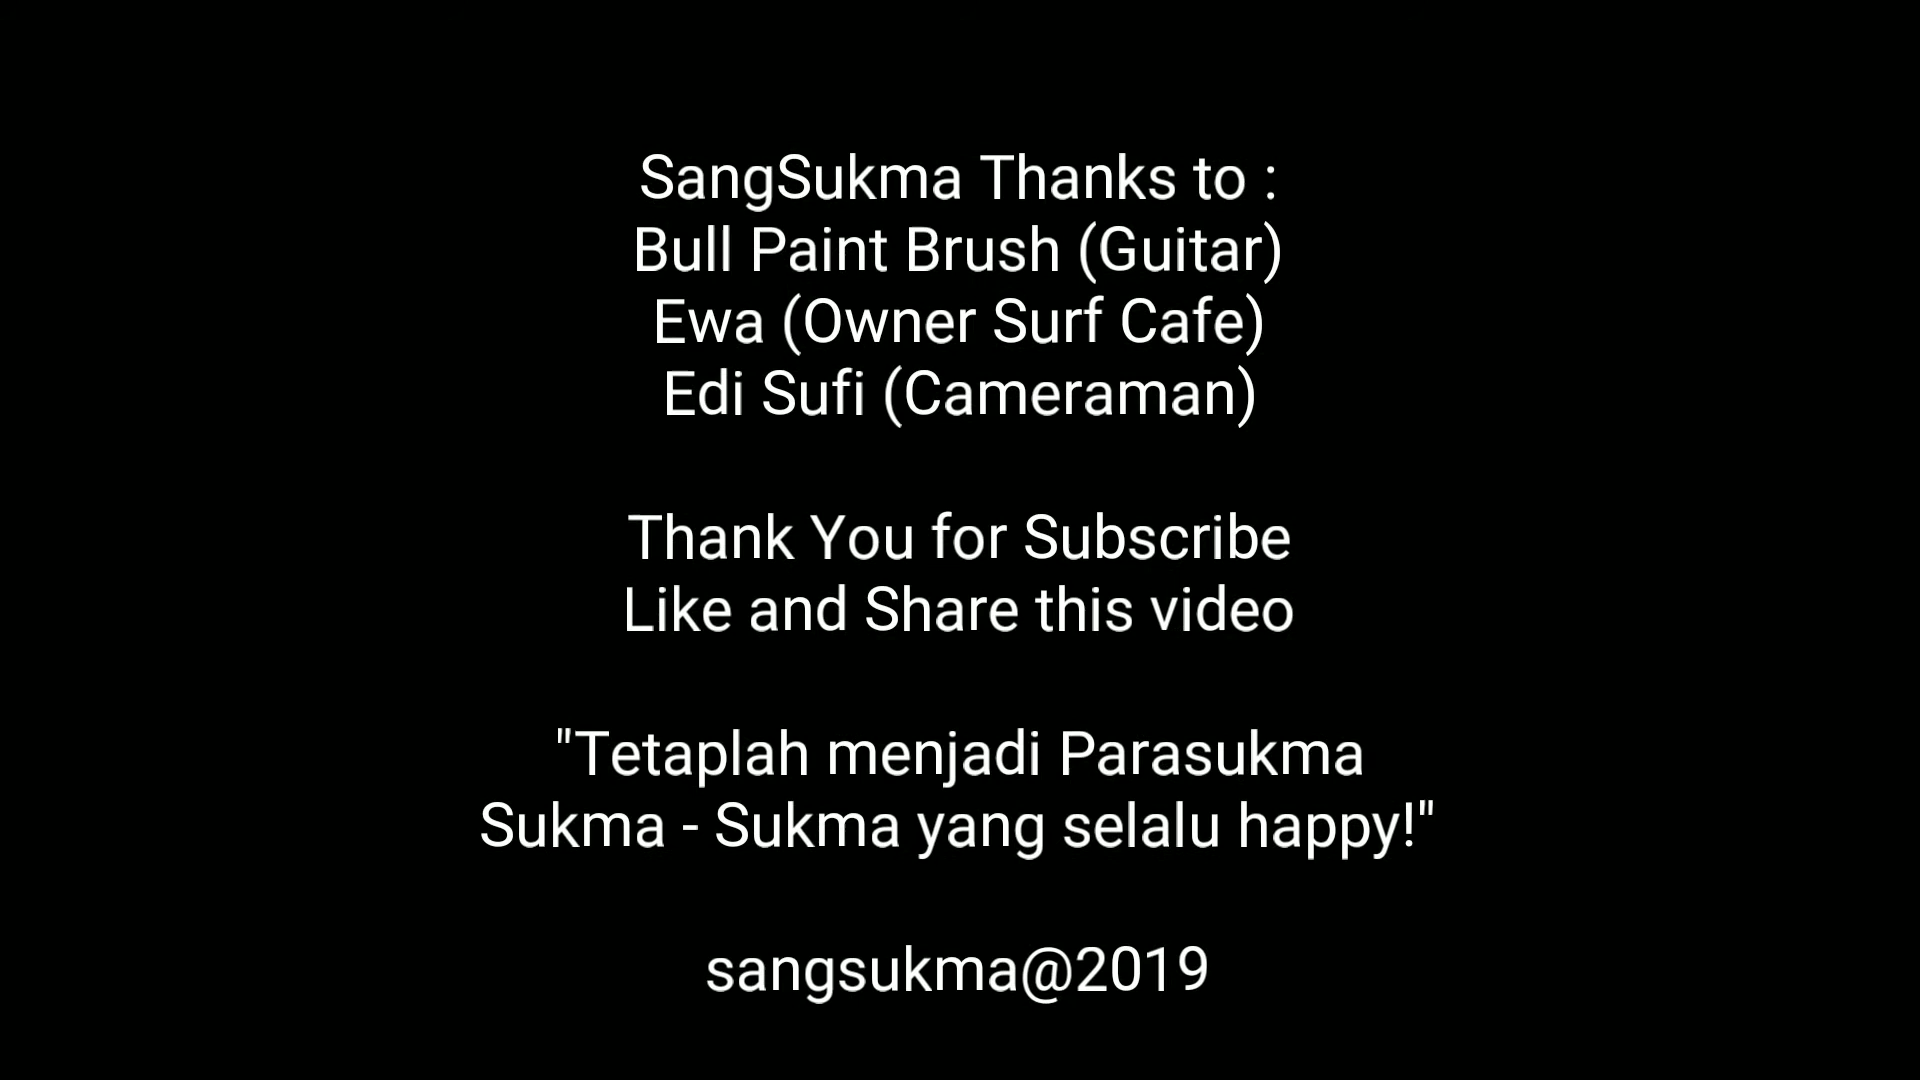 SangSukma Thanks to :
Bull Paint Brush (Guitar)
Ewa (Owner Surf Cafe)
Edi Sufi (Cameraman)
Thank You for Subscribe
Like and Share this video
"Tetaplah menjadi Parasukma
Sukma - Sukma yang selalu happy!"
sangsukma@2019